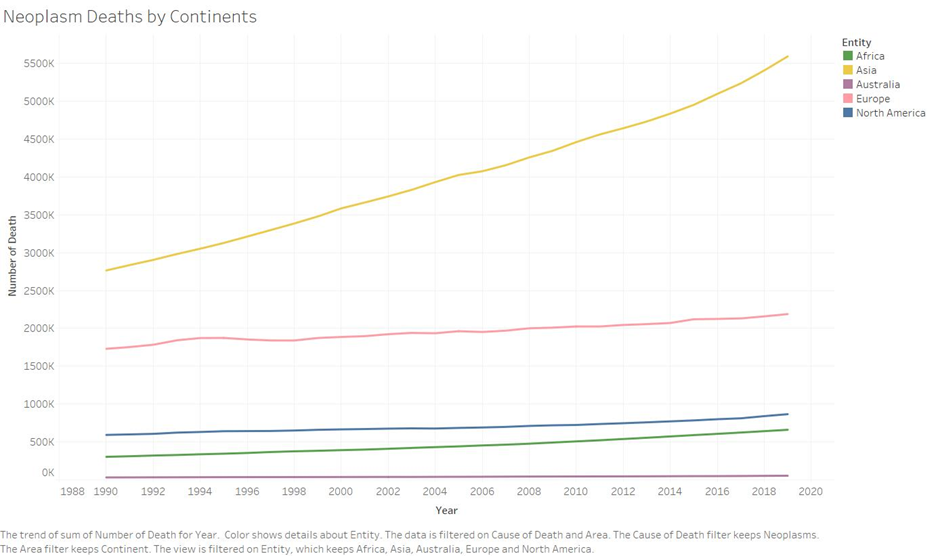 Neoplasm Deaths by Continents
Entity
Africa
Asia
Australia
Europe
North America
Number of Death
5500K
5000K
4500K
4000K
3500K
3000K
2500K
2000K
1500K
1000K
500K
0K
1988 1990 1992 1994 1996 1998 2000 2002 2004 2006 2008 2010 2012 2014 2016 2018 2020
Year
The trend of sum of Number of Death for Year.  Color shows details about Entity. The data is filtered on Cause of Death and Area. The Cause of Death filter keeps Neoplasms.
The Area filter keeps Continent. The view is filtered on Entity, which keeps Africa, Asia, Australia, Europe and North America.